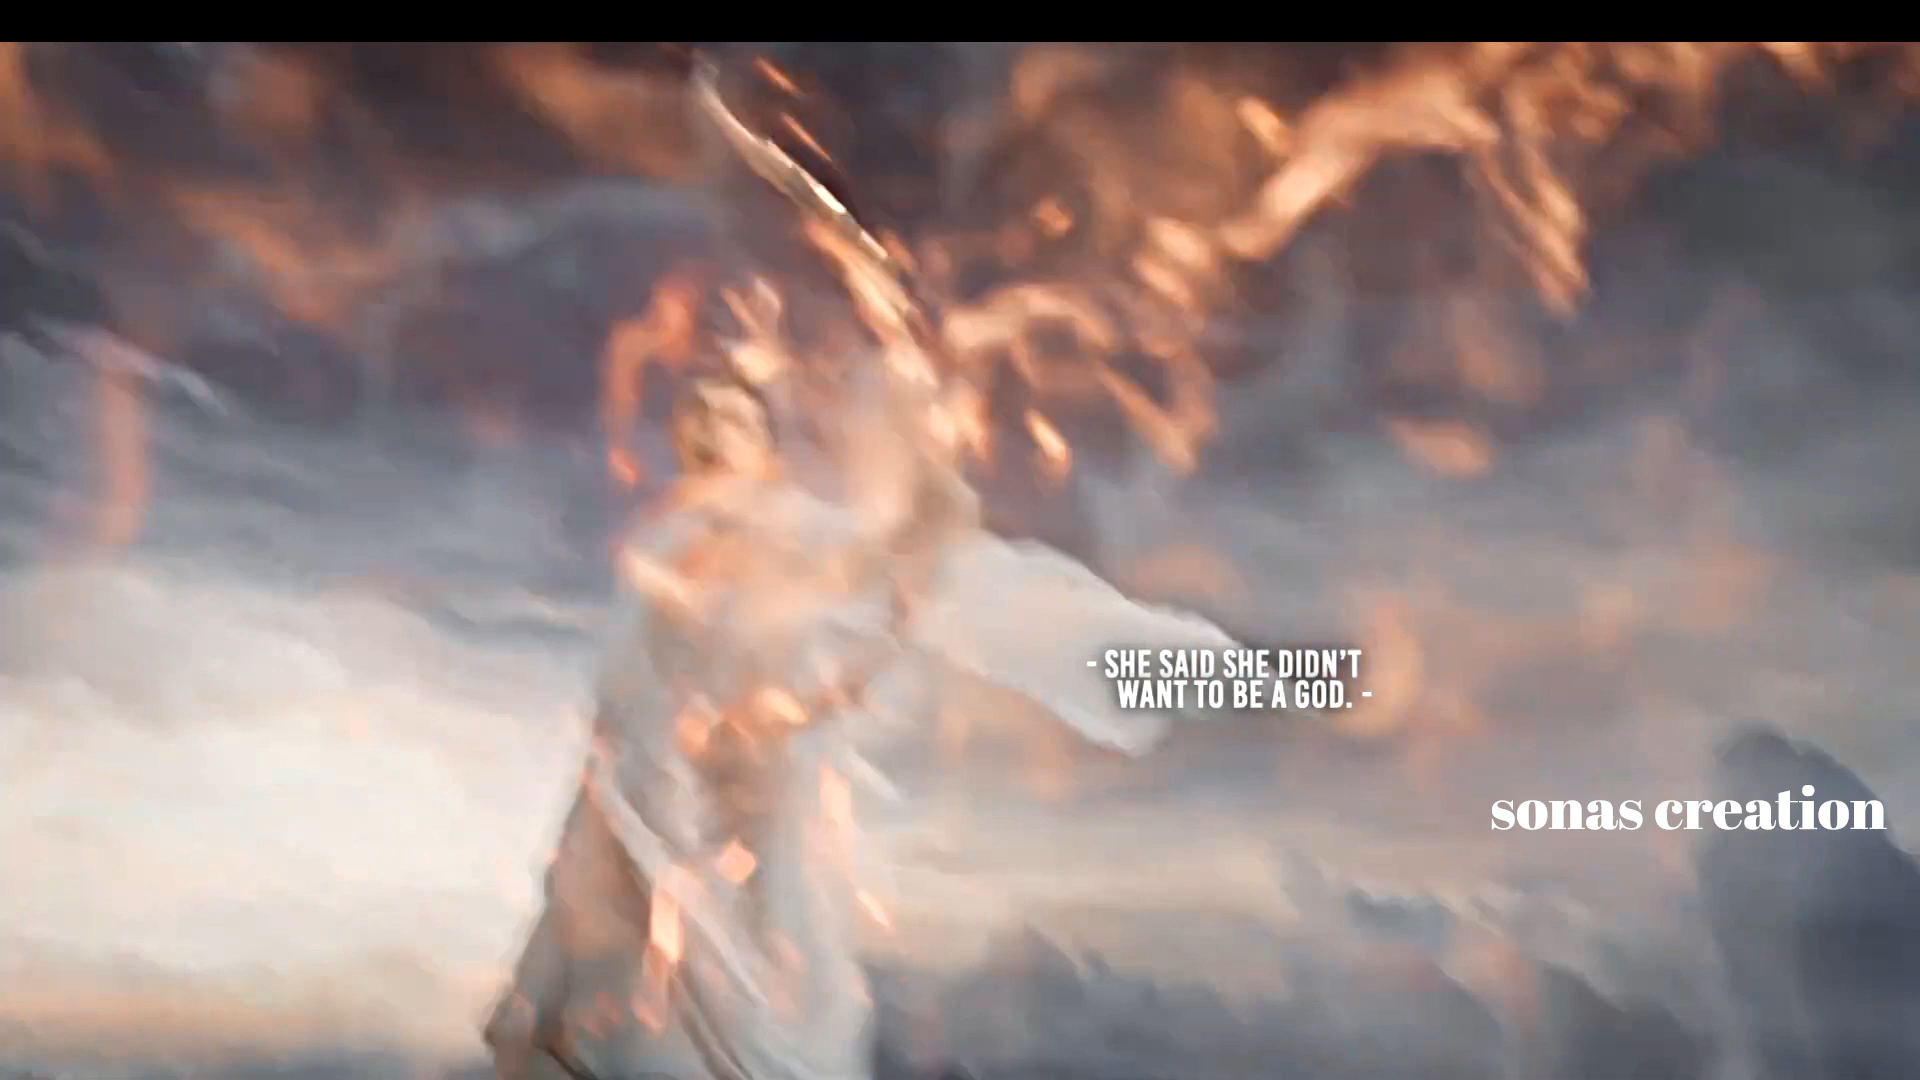 - SHE SAID SHE DIDN'T
WANT TO BE A GOD. -
sonas creation